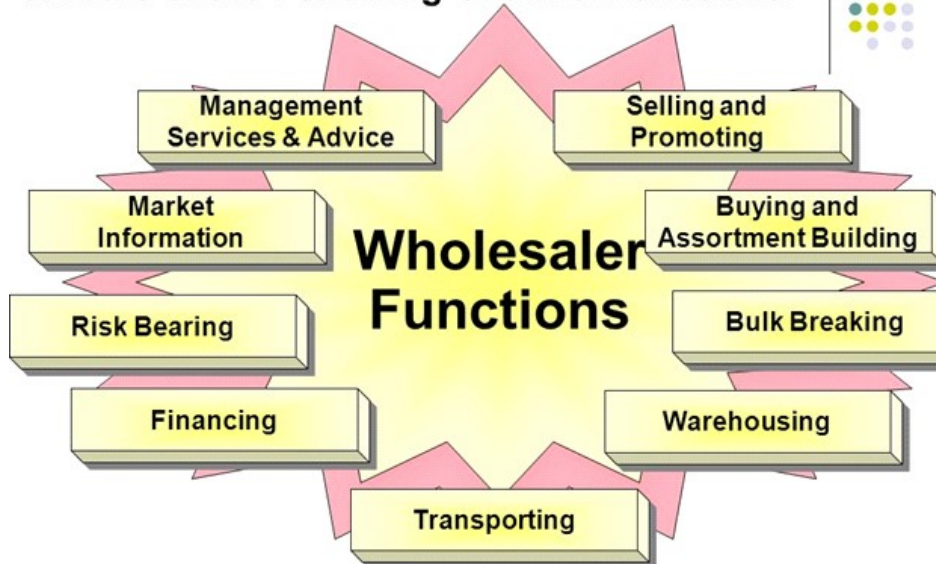 Wholesaler
Functions
Management
Services & Advice
Selling and
Promoting
Market
Information
Buying and
Assortment Building
Risk Bearing
Bulk Breaking
Financing
Warehousing
Transporting